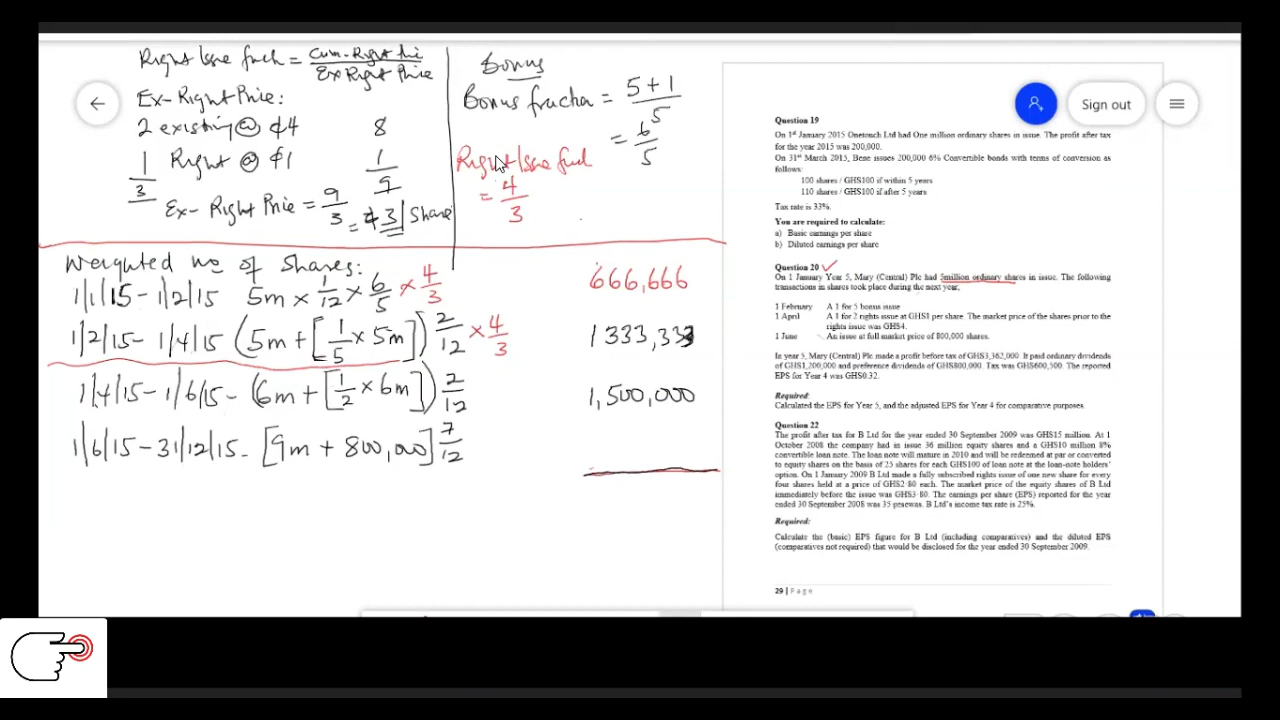 Right Issue fuch = Cum-Right Price / Ex Right Price
Ex-Right Price:
2 existing @ ¢4 8
1 Right @ ¢1 1
3 9
Ex-Right Price = 9/3 = ¢3/Share
Bonus
Bonus fraction = 5+1 / 5
= 6/5
Right Issue fuch
= 4/3
Weighted no of Shares:
1/1/15 - 1/2/15 5m × 1/12 × 6/5 × 4/3 666,666
1/2/15 - 1/4/15 (5m + [1/5 × 5m]) 2/12 × 4/3 1333,333
1/4/15 - 1/6/15 - (6m + [1/2 × 6m]) 2/12 1,500,000
1/6/15 - 31/12/15 - [9m + 800,00] 7/12
Sign out
Question 19
On 1st January 2015 Onetouch Ltd had One million ordinary shares in issue. The profit after tax
for the year 2015 was 200,000.
On 31st March 2015, Bene issues 200,000 6% Convertible bonds with terms of conversion as
follows:
100 shares / GHS100 if within 5 years
110 shares / GHS100 if after 5 years
Tax rate is 33%.
You are required to calculate:
a) Basic earnings per share
b) Diluted earnings per share
Question 20
On 1 January Year 5, Mary (Central) Plc had 5million ordinary shares in issue. The following
transactions in shares took place during the next year;
1 February A 1 for 5 bonus issue
1 April A 1 for 2 rights issue at GHS1 per share. The market price of the shares prior to the
rights issue was GHS4.
1 June An issue at full market price of 800,000 shares.
In year 5, Mary (Central) Plc made a profit before tax of GHS3,362,000. It paid ordinary dividends
of GHS1,200,000 and preference dividends of GHS800,000. Tax was GHS600,500. The reported
EPS for Year 4 was GHS0.32.
Required:
Calculated the EPS for Year 5, and the adjusted EPS for Year 4 for comparative purposes.
Question 22
The profit after tax for B Ltd for the year ended 30 September 2009 was GHS15 million. At 1
October 2008 the company had in issue 36 million equity shares and a GHS10 million 8%
convertible loan note. The loan note will mature in 2010 and will be redeemed at par or converted
to equity shares on the basis of 25 shares for each GHS100 of loan note at the loan-note holders'
option. On 1 January 2009 B Ltd made a fully subscribed rights issue of one new share for every
four shares held at a price of GHS2·80 each. The market price of the equity shares of B Ltd
immediately before the issue was GHS3·80. The earnings per share (EPS) reported for the year
ended 30 September 2008 was 35 pesewas. B Ltd's income tax rate is 25%.
Required:
Calculate the (basic) EPS figure for B Ltd (including comparatives) and the diluted EPS
(comparatives not required) that would be disclosed for the year ended 30 September 2009.
29 | Page